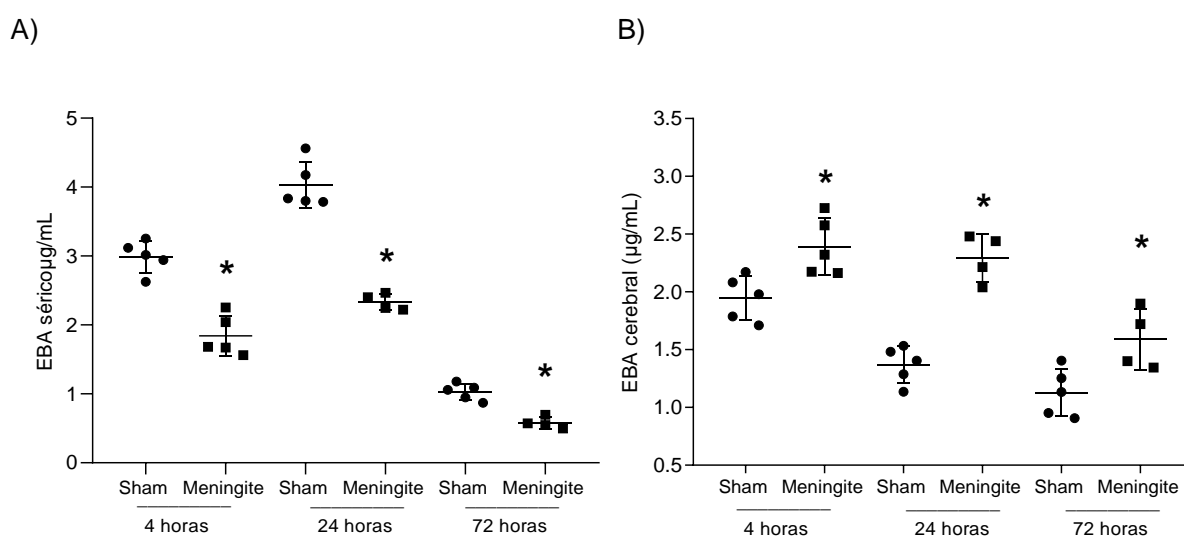 A)
EBA séricoµg/mL
5
4
3
2
1
0
*
*
*
Sham Meningite Sham Meningite Sham Meningite
4 horas 24 horas 72 horas
B)
EBA cerebral (µg/mL)
3.5
3.0
2.5
2.0
1.5
1.0
0.5
*
*
*
Sham Meningite Sham Meningite Sham Meningite
4 horas 24 horas 72 horas